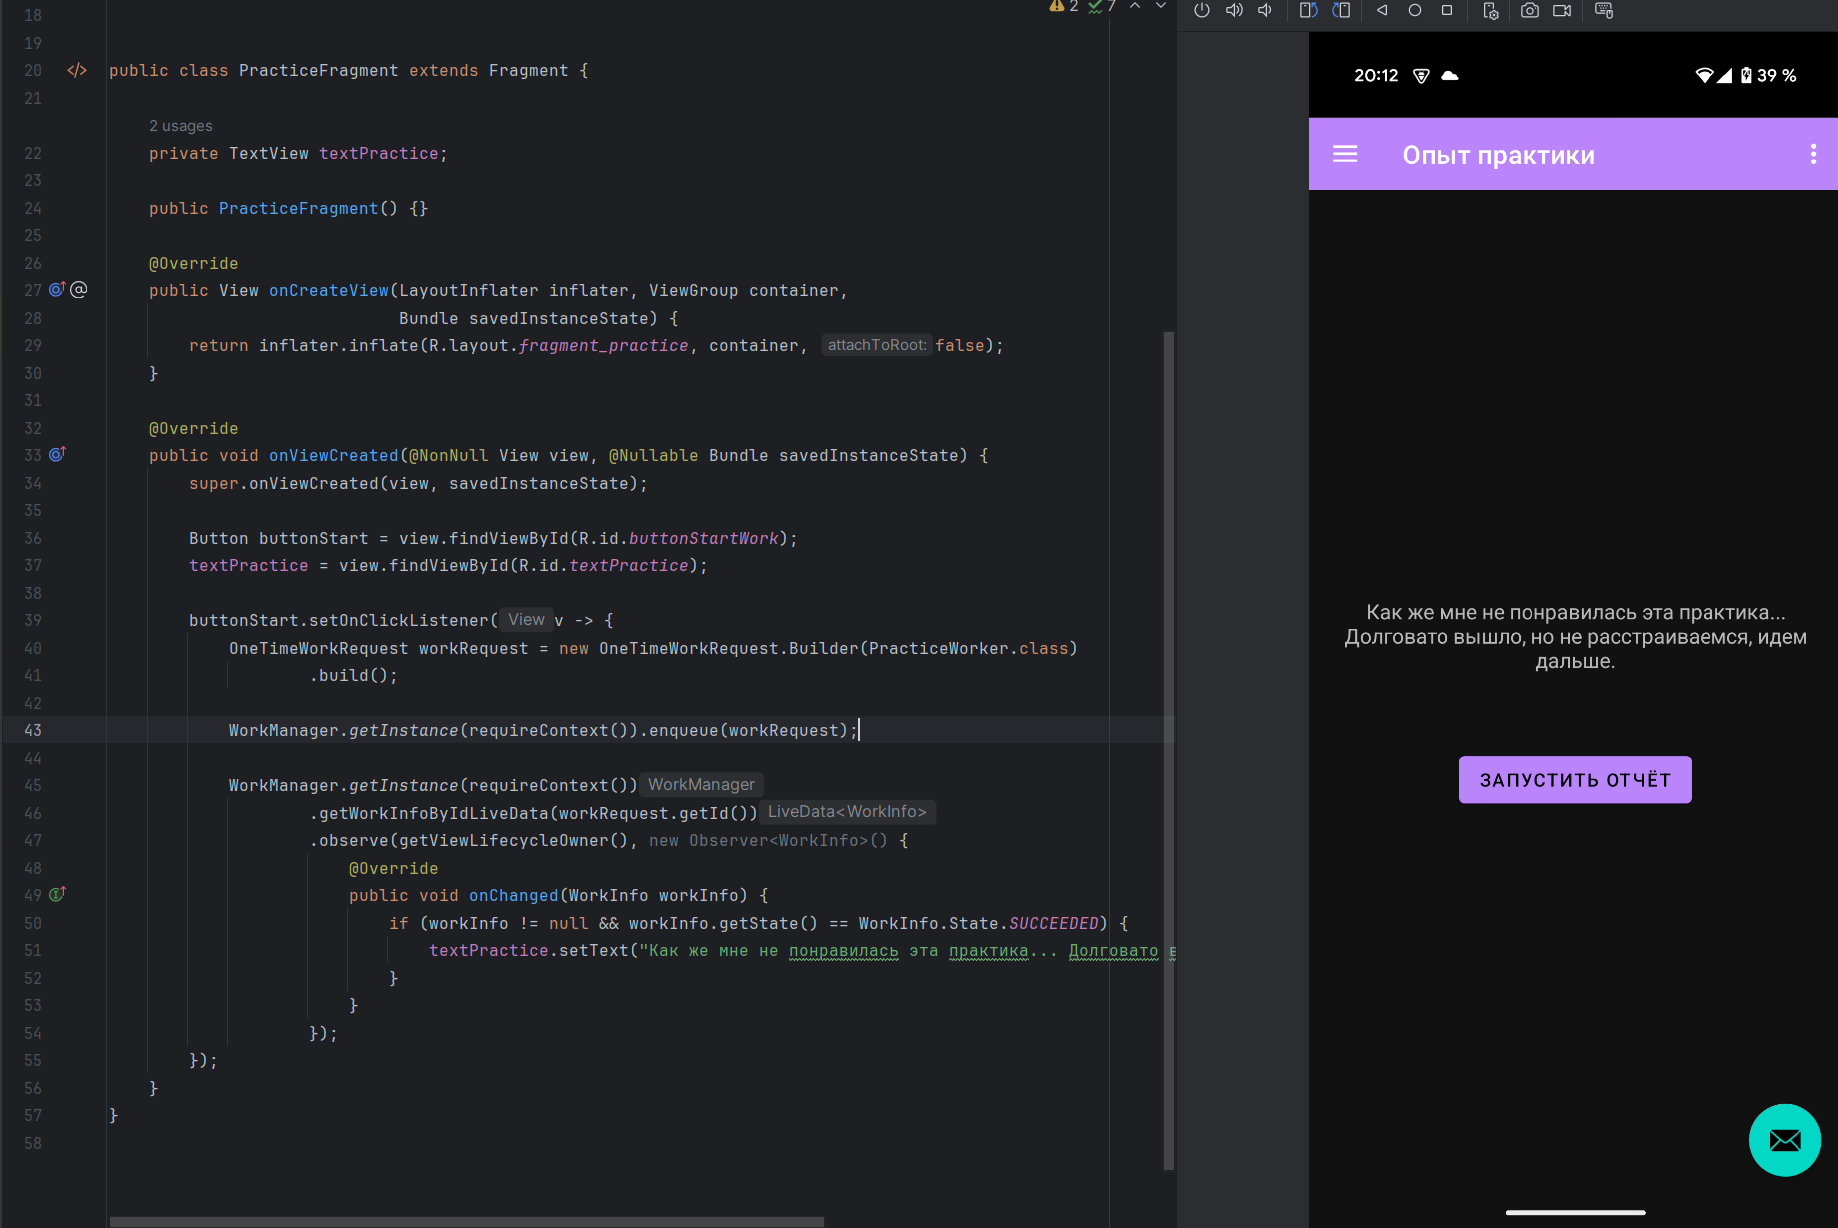 2 7
18
19
20 </> public class PracticeFragment extends Fragment {
21
2 usages
22 private TextView textPractice;
23
24 public PracticeFragment() {}
25
26 @Override
27 @ public View onCreateView(LayoutInflater inflater, ViewGroup container,
28 Bundle savedInstanceState) {
29 return inflater.inflate(R.layout.fragment_practice, container, attachToRoot: false);
30 }
31
32 @Override
33 public void onViewCreated(@NonNull View view, @Nullable Bundle savedInstanceState) {
34 super.onViewCreated(view, savedInstanceState);
35
36 Button buttonStart = view.findViewById(R.id.buttonStartWork);
37 textPractice = view.findViewById(R.id.textPractice);
38
39 buttonStart.setOnClickListener( View v -> {
40 OneTimeWorkRequest workRequest = new OneTimeWorkRequest.Builder(PracticeWorker.class)
41 .build();
42
43 WorkManager.getInstance(requireContext()).enqueue(workRequest);
44
45 WorkManager.getInstance(requireContext()) WorkManager
46 .getWorkInfoByIdLiveData(workRequest.getId()) LiveData<WorkInfo>
47 .observe(getViewLifecycleOwner(), new Observer<WorkInfo>() {
48 @Override
49 public void onChanged(WorkInfo workInfo) {
50 if (workInfo != null && workInfo.getState() == WorkInfo.State.SUCCEEDED) {
51 textPractice.setText("Как же мне не понравилась эта практика... Долговато в
52 }
53 }
54 });
55 });
56 }
57 }
58
20:12 39 %
Опыт практики
Как же мне не понравилась эта практика...
Долговато вышло, но не расстраиваемся, идем
дальше.
ЗАПУСТИТЬ ОТЧЁТ